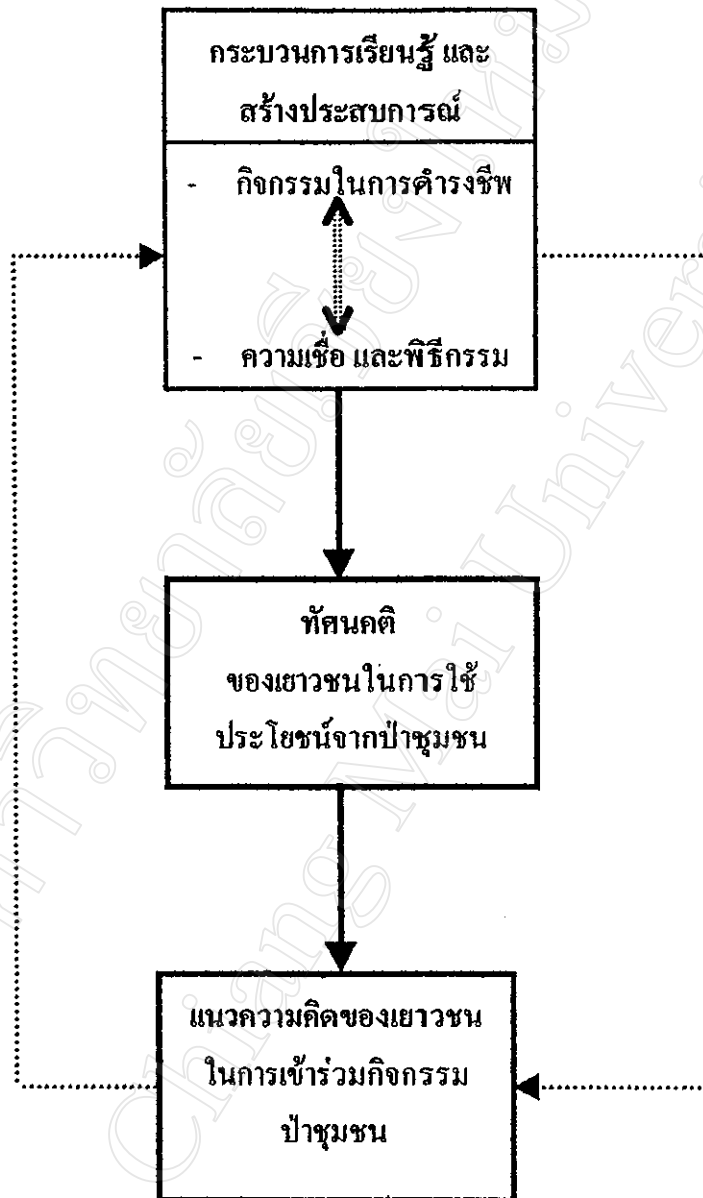 กระบวนการเรียนรู้ และ
สร้างประสบการณ์
- กิจกรรมในการดำรงชีพ
- ความเชื่อ และพิธีกรรม
ทัศนคติ
ของเยาวชนในการใช้
ประโยชน์จากป่าชุมชน
แนวความคิดของเยาวชน
ในการเข้าร่วมกิจกรรม
ป่าชุมชน
Chiang Mai Univer